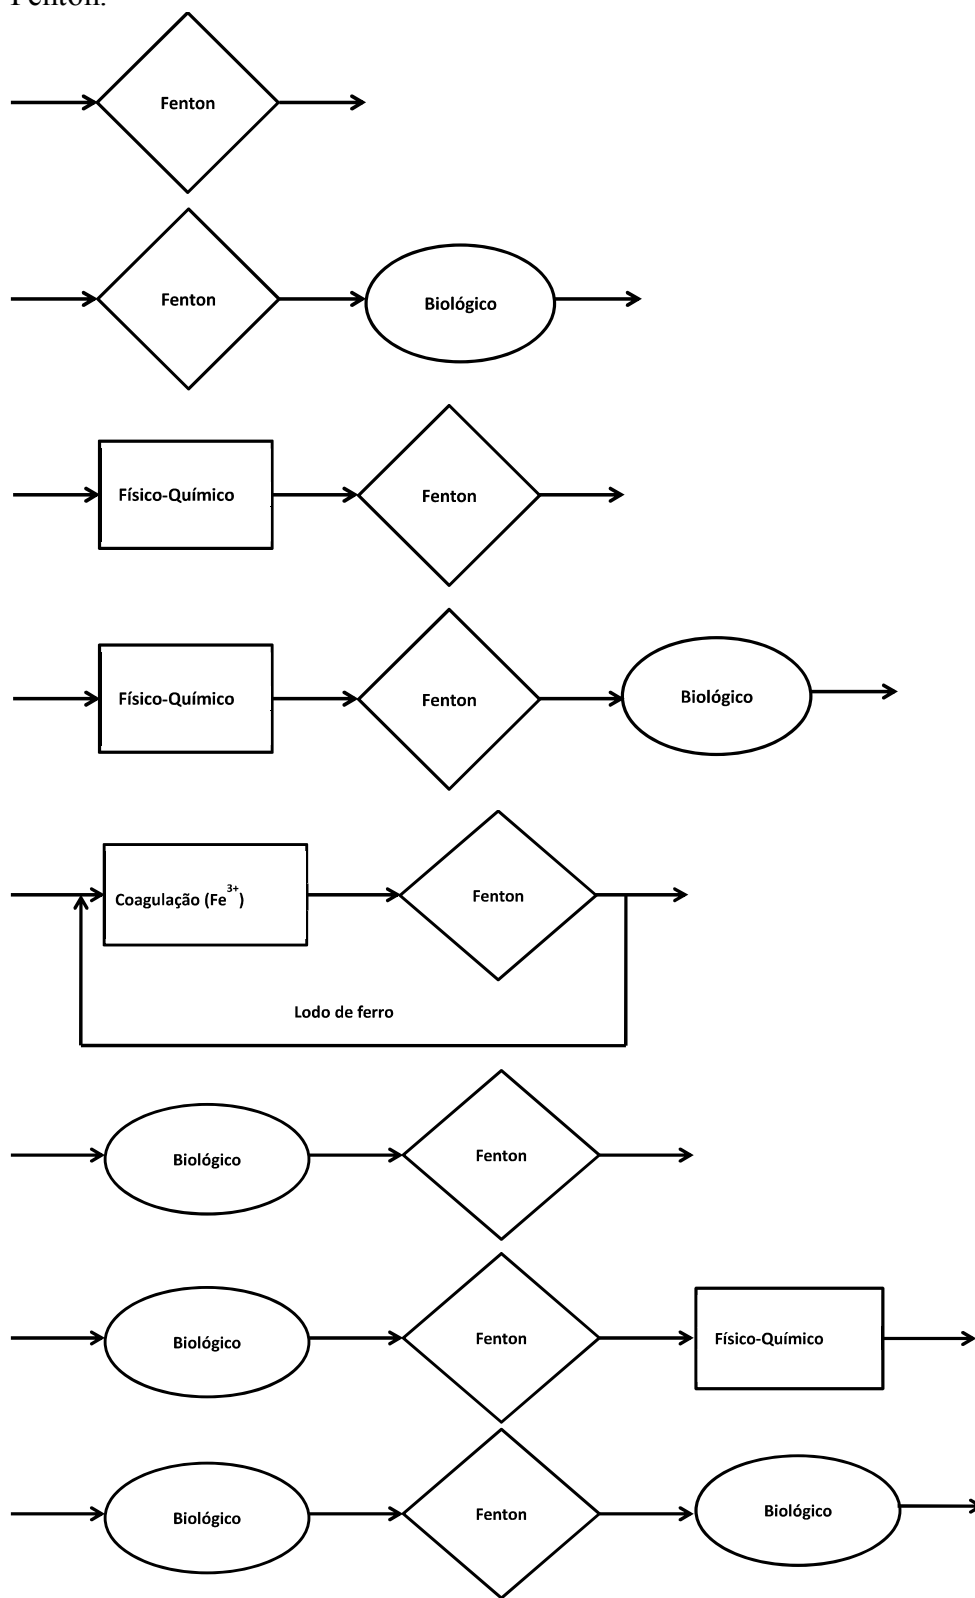 Fenton.
Fenton
Fenton
Biológico
Físico-Químico
Fenton
Físico-Químico
Fenton
Biológico
Coagulação (Fe³⁺)
Fenton
Lodo de ferro
Biológico
Fenton
Biológico
Fenton
Físico-Químico
Biológico
Fenton
Biológico